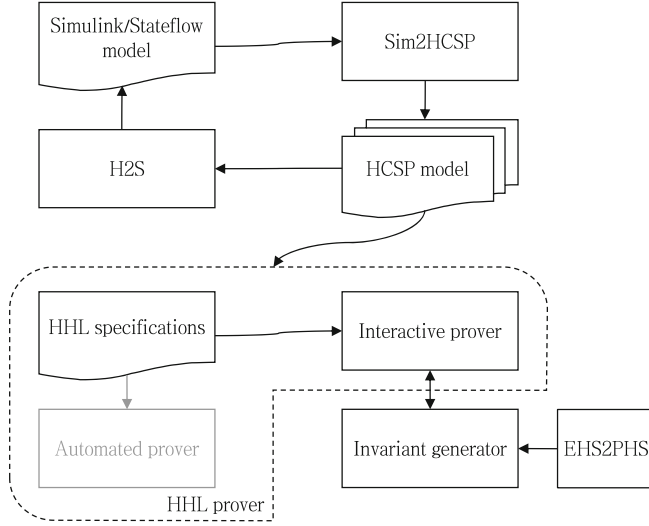 Simulink/Stateflow
model
Sim2HCSP
H2S
HCSP model
HHL specifications
Interactive prover
Automated prover
Invariant generator
EHS2PHS
HHL prover